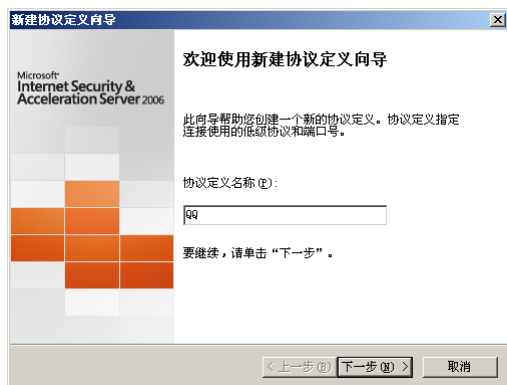 新建协议定义向导
Microsoft
Internet Security &
Acceleration Server 2006
欢迎使用新建协议定义向导
此向导帮助您创建一个新的协议定义。协议定义指定
连接使用的低级协议和端口号。
协议定义名称(P):
QQ
要继续，请单击“下一步”。
< 上一步(B)
下一步(N) >
取消